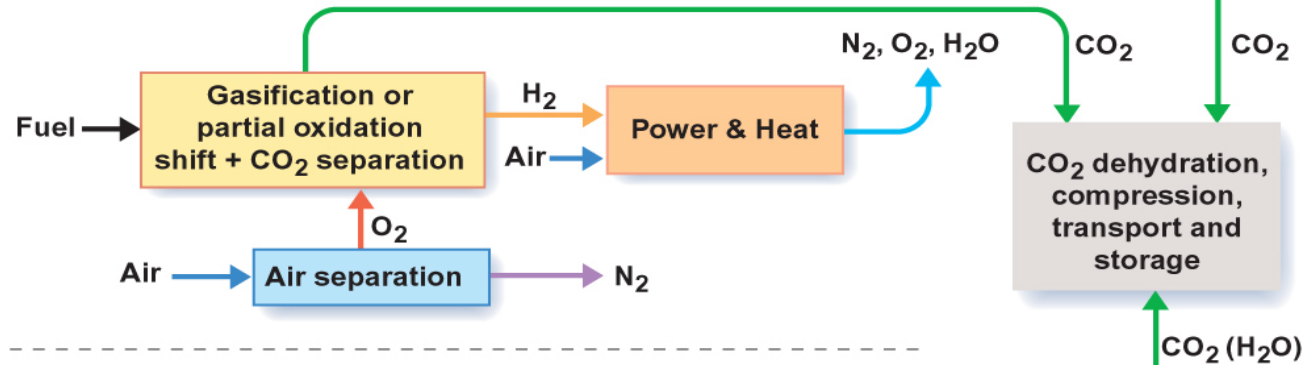 N2, O2, H2O
CO2
CO2
Gasification or
partial oxidation
shift + CO2 separation
Fuel
H2
Power & Heat
Air
CO2 dehydration,
compression,
transport and
storage
O2
Air
Air separation
N2
CO2 (H2O)